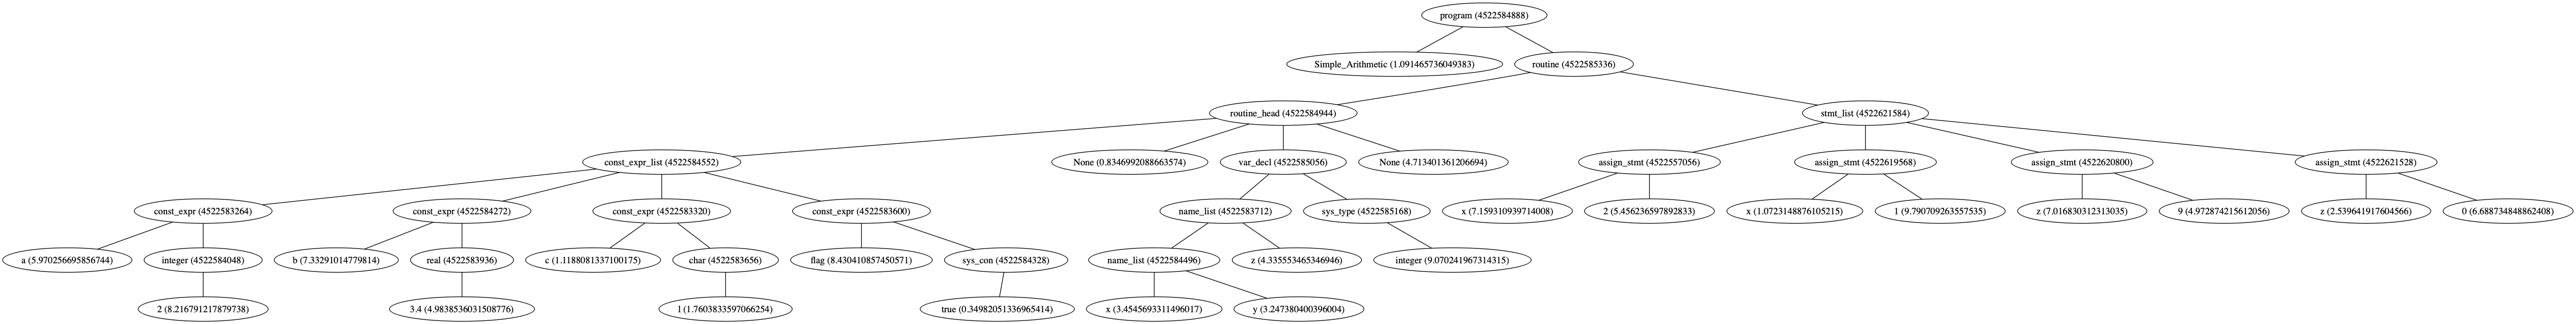 program (4522584888)
Simple_Arithmetic (1.091465736049383)
routine (4522585336)
routine_head (4522584944)
stmt_list (4522621584)
const_expr_list (4522584552)
None (0.8346992088663574)
var_decl (4522585056)
None (4.713401361206694)
assign_stmt (4522557056)
assign_stmt (4522619568)
assign_stmt (4522620800)
assign_stmt (4522621528)
const_expr (4522583264)
const_expr (4522584272)
const_expr (4522583320)
const_expr (4522583600)
name_list (4522583712)
sys_type (4522585168)
x (7.159310939714008)
2 (5.456236597892833)
x (1.0723148876105215)
1 (9.790709263557535)
z (7.016830312313035)
9 (4.972874215612056)
z (2.539641917604566)
0 (6.688734848862408)
a (5.970256695856744)
integer (4522584048)
b (7.33291014779814)
real (4522583936)
c (1.1188081337100175)
char (4522583656)
flag (8.430410857450571)
sys_con (4522584328)
name_list (4522584496)
z (4.335553465346946)
integer (9.070241967314315)
2 (8.216791217879738)
3.4 (4.9838536031508776)
l (1.7603833597066254)
true (0.34982051336965414)
x (3.4545693311496017)
y (3.247380400396004)